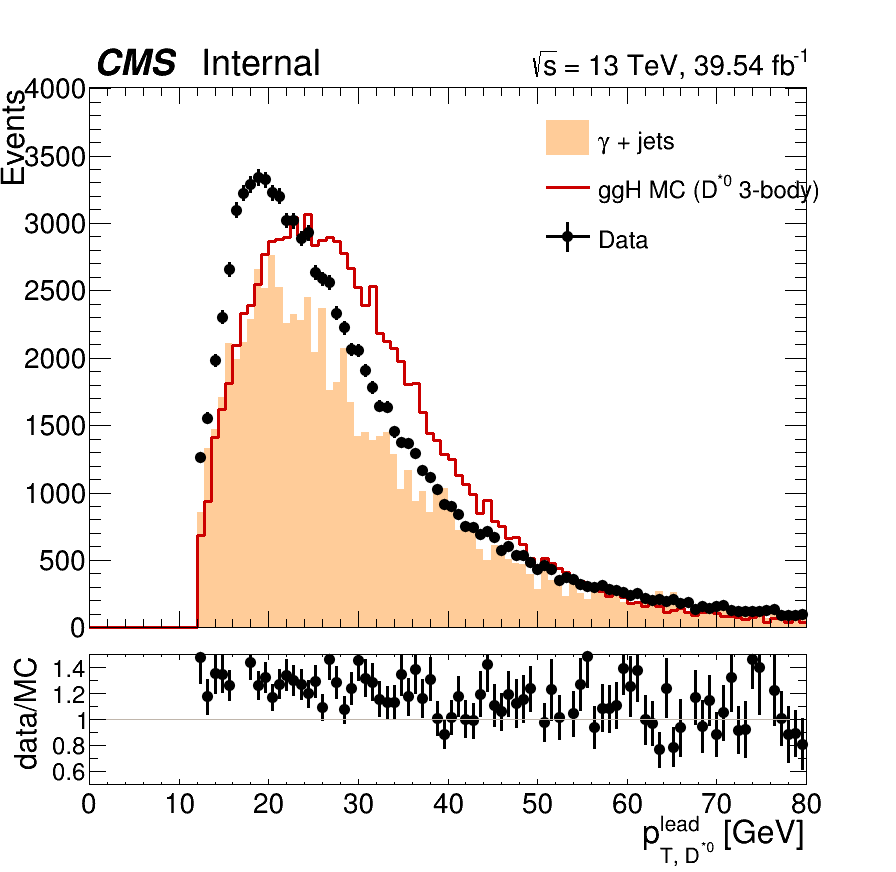 CMS Internal √s = 13 TeV, 39.54 fb⁻¹
Events
4000
3500
3000
2500
2000
1500
1000
500
0
γ + jets
ggH MC (D*⁰ 3-body)
Data
data/MC
1.4
1.2
1
0.8
0.6
0 10 20 30 40 50 60 70 80
p^lead_T, D*⁰ [GeV]